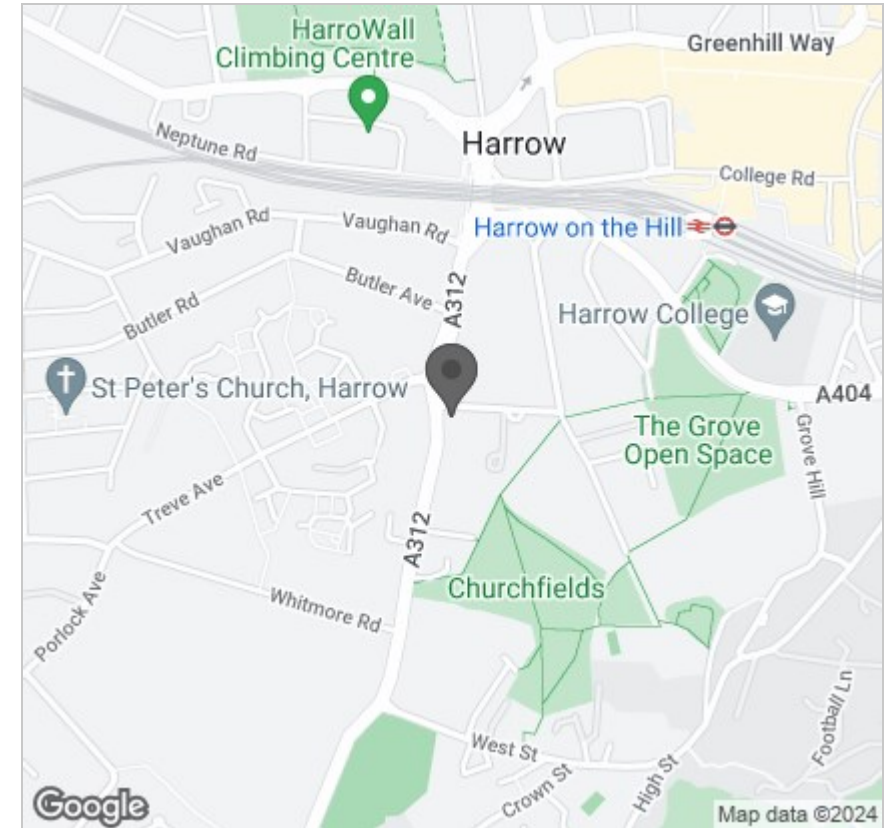 HarroWall
Climbing Centre
Greenhill Way
Neptune Rd
Harrow
College Rd
Vaughan Rd
Vaughan Rd
Harrow on the Hill
Butler Ave
A312
Butler Rd
Harrow College
St Peter's Church, Harrow
A404
The Grove
Open Space
Grove Hill
Treve Ave
A312
Churchfields
Whitmore Rd
Porlock Ave
Football Ln
West St
Crown St
High St
Google
Map data ©2024